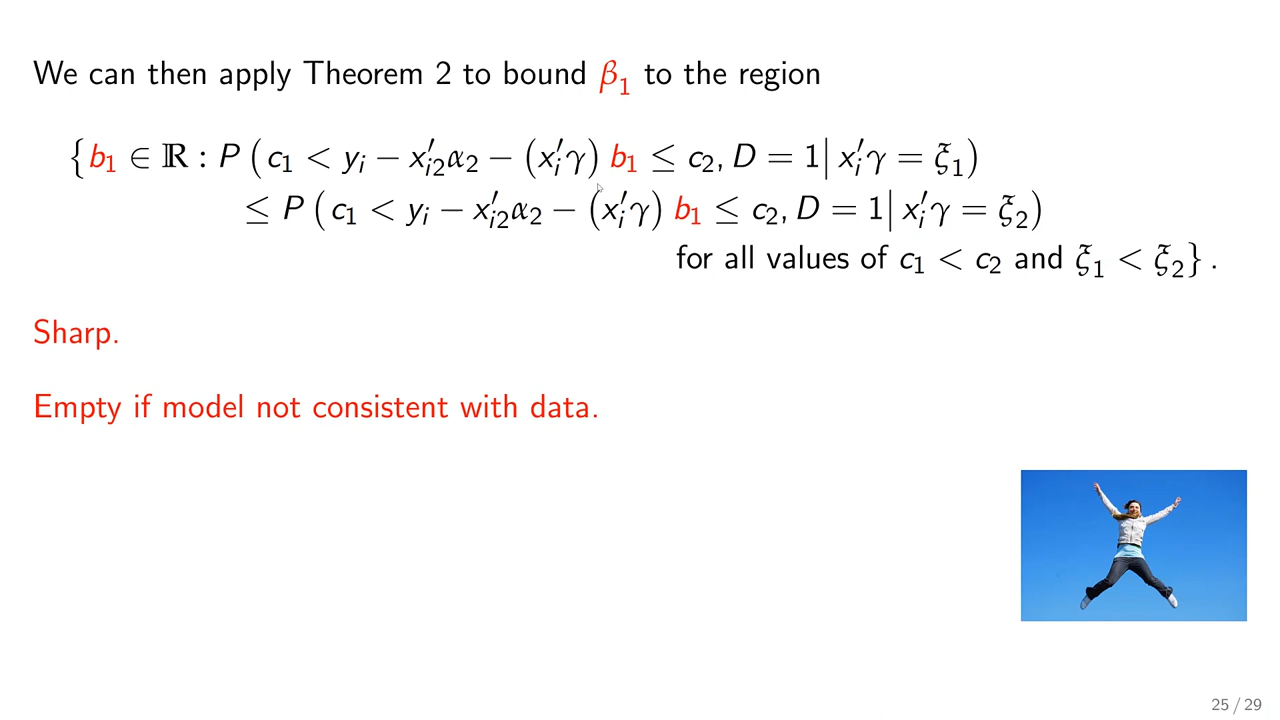 We can then apply Theorem 2 to bound β₁ to the region
{b₁ ∈ ℝ : P (c₁ < yᵢ − x′ᵢ₂α₂ − (x′ᵢγ) b₁ ≤ c₂, D = 1| x′ᵢγ = ξ₁)
≤ P (c₁ < yᵢ − x′ᵢ₂α₂ − (x′ᵢγ) b₁ ≤ c₂, D = 1| x′ᵢγ = ξ₂)
for all values of c₁ < c₂ and ξ₁ < ξ₂} .
Sharp.
Empty if model not consistent with data.
25 / 29